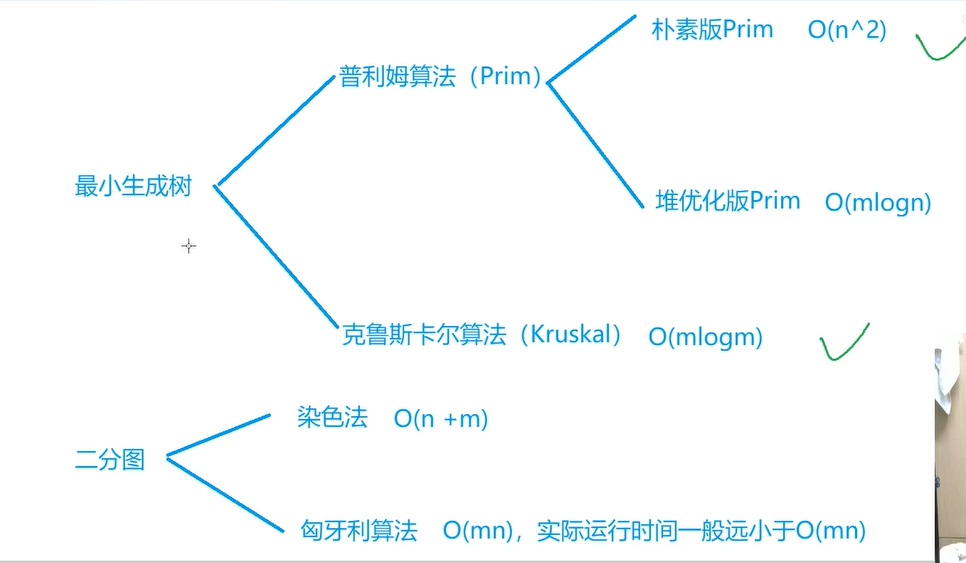 朴素版Prim O(n^2)
普利姆算法（Prim）
最小生成树
堆优化版Prim O(mlogn)
克鲁斯卡尔算法（Kruskal） O(mlogm)
染色法 O(n +m)
二分图
匈牙利算法 O(mn)，实际运行时间一般远小于O(mn)